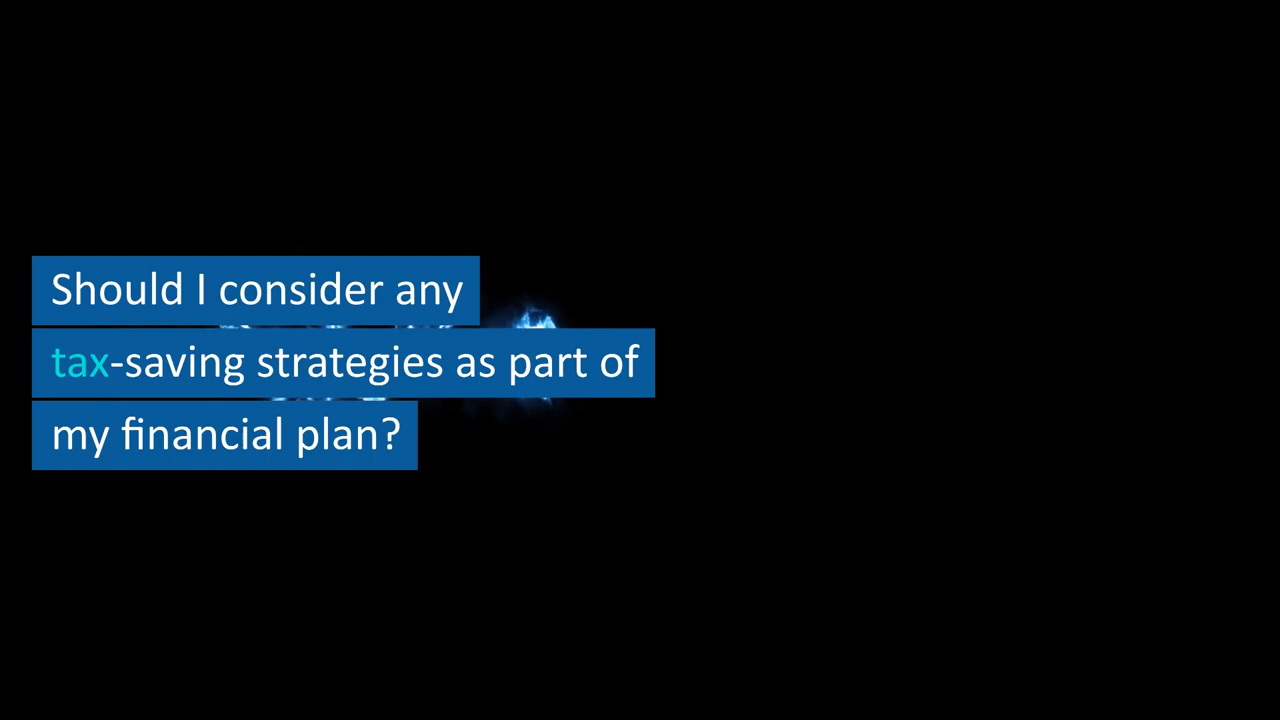 Should I consider any
tax-saving strategies as part of
my financial plan?